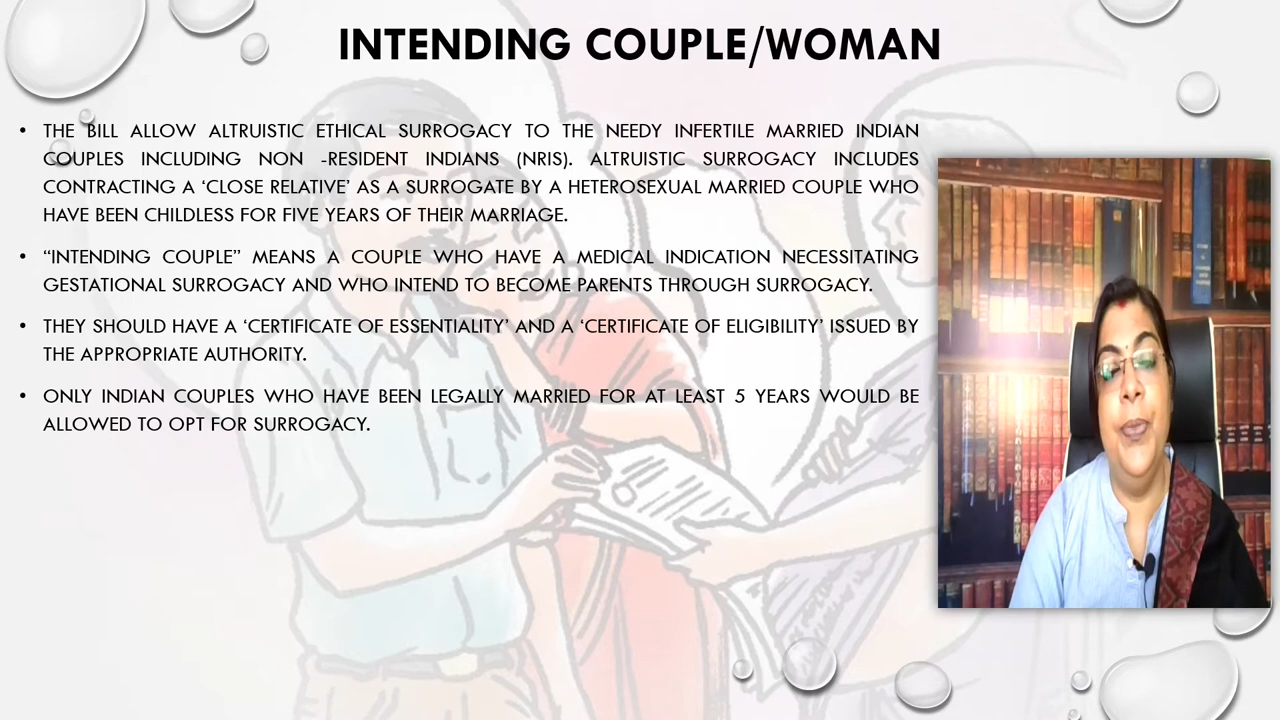 INTENDING COUPLE/WOMAN
• THE BILL ALLOW ALTRUISTIC ETHICAL SURROGACY TO THE NEEDY INFERTILE MARRIED INDIAN
COUPLES INCLUDING NON -RESIDENT INDIANS (NRIS). ALTRUISTIC SURROGACY INCLUDES
CONTRACTING A ‘CLOSE RELATIVE’ AS A SURROGATE BY A HETEROSEXUAL MARRIED COUPLE WHO
HAVE BEEN CHILDLESS FOR FIVE YEARS OF THEIR MARRIAGE.
• “INTENDING COUPLE” MEANS A COUPLE WHO HAVE A MEDICAL INDICATION NECESSITATING
GESTATIONAL SURROGACY AND WHO INTEND TO BECOME PARENTS THROUGH SURROGACY.
• THEY SHOULD HAVE A ‘CERTIFICATE OF ESSENTIALITY’ AND A ‘CERTIFICATE OF ELIGIBILITY’ ISSUED BY
THE APPROPRIATE AUTHORITY.
• ONLY INDIAN COUPLES WHO HAVE BEEN LEGALLY MARRIED FOR AT LEAST 5 YEARS WOULD BE
ALLOWED TO OPT FOR SURROGACY.